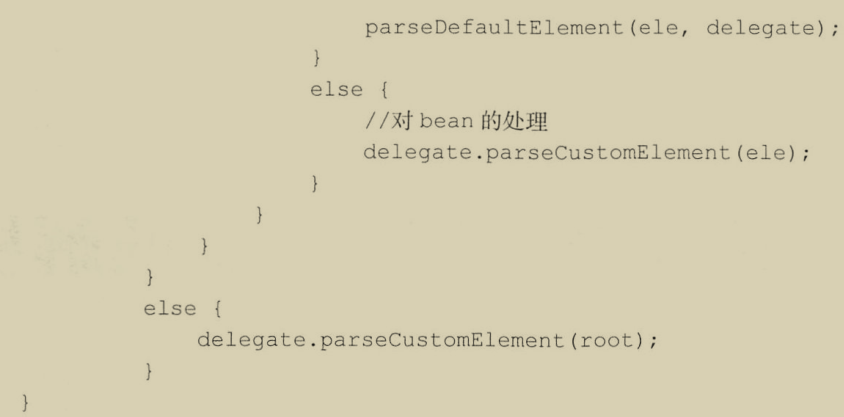 parseDefaultElement(ele, delegate);
}
else {
//对 bean 的处理
delegate.parseCustomElement(ele);
}
}
}
}
else {
delegate.parseCustomElement(root);
}
}